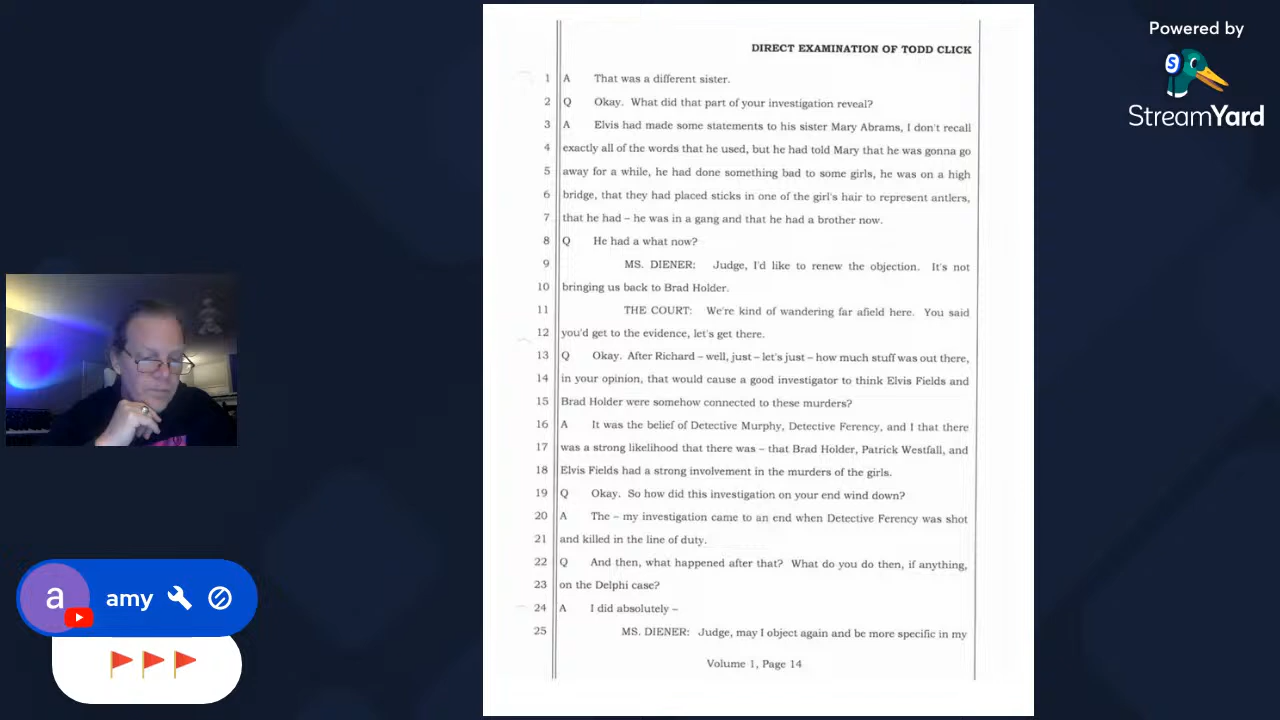 Powered by
S
StreamYard
DIRECT EXAMINATION OF TODD CLICK
1 A That was a different sister.
2 Q Okay. What did that part of your investigation reveal?
3 A Elvis had made some statements to his sister Mary Abrams, I don't recall
4 exactly all of the words that he used, but he had told Mary that he was gonna go
5 away for a while, he had done something bad to some girls, he was on a high
6 bridge, that they had placed sticks in one of the girl's hair to represent antlers,
7 that he had – he was in a gang and that he had a brother now.
8 Q He had a what now?
9 MS. DIENER: Judge, I'd like to renew the objection. It's not
10 bringing us back to Brad Holder.
11 THE COURT: We're kind of wandering far afield here. You said
12 you'd get to the evidence, let's get there.
13 Q Okay. After Richard – well, just – let's just – how much stuff was out there,
14 in your opinion, that would cause a good investigator to think Elvis Fields and
15 Brad Holder were somehow connected to these murders?
16 A It was the belief of Detective Murphy, Detective Ferency, and I that there
17 was a strong likelihood that there was – that Brad Holder, Patrick Westfall, and
18 Elvis Fields had a strong involvement in the murders of the girls.
19 Q Okay. So how did this investigation on your end wind down?
20 A The – my investigation came to an end when Detective Ferency was shot
21 and killed in the line of duty.
22 Q And then, what happened after that? What do you do then, if anything,
23 on the Delphi case?
24 A I did absolutely –
25 MS. DIENER: Judge, may I object again and be more specific in my
Volume 1, Page 14
a amy